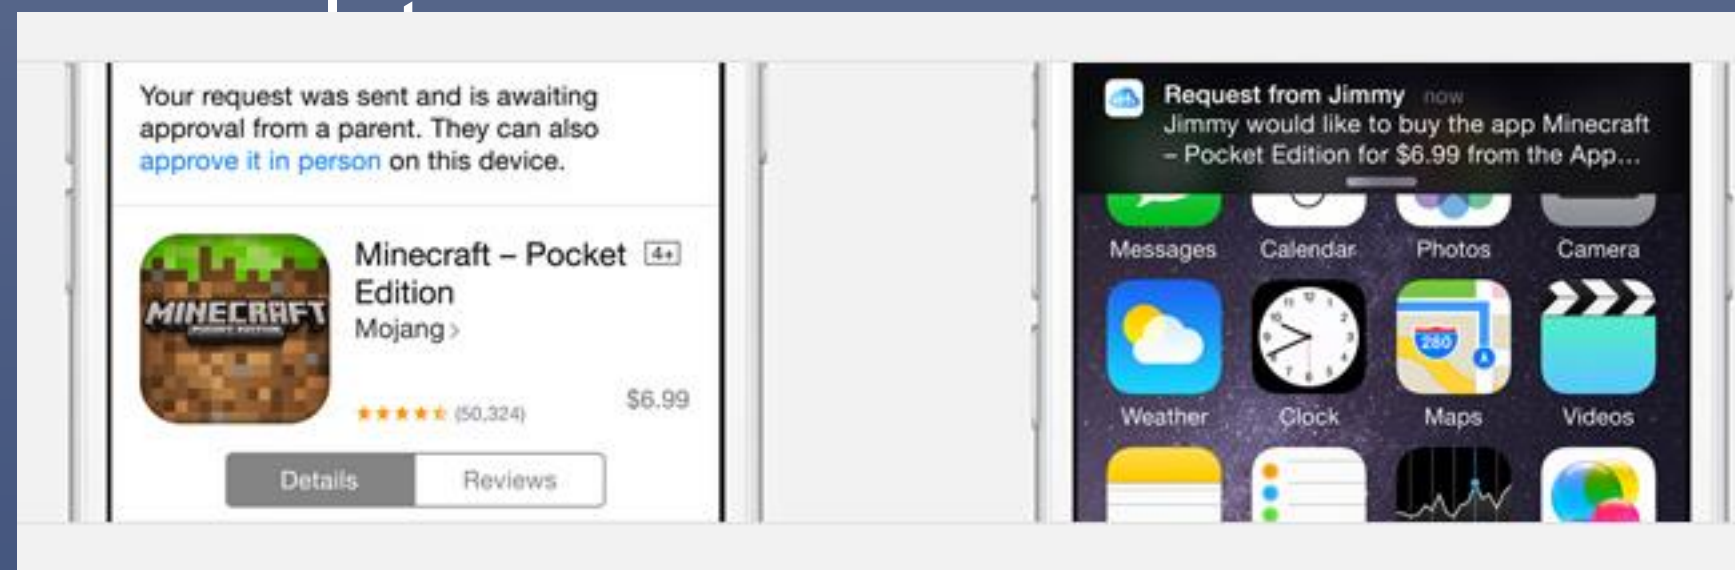 Your request was sent and is awaiting
approval from a parent. They can also
approve it in person on this device.
Minecraft – Pocket 4+
Edition
Mojang >
MINECRAFT
POCKET EDITION
(50,324)
$6.99
Details
Reviews
Request from Jimmy now
Jimmy would like to buy the app Minecraft
– Pocket Edition for $6.99 from the App...
Messages Calendar Photos Camera
280
Weather Clock Maps Videos